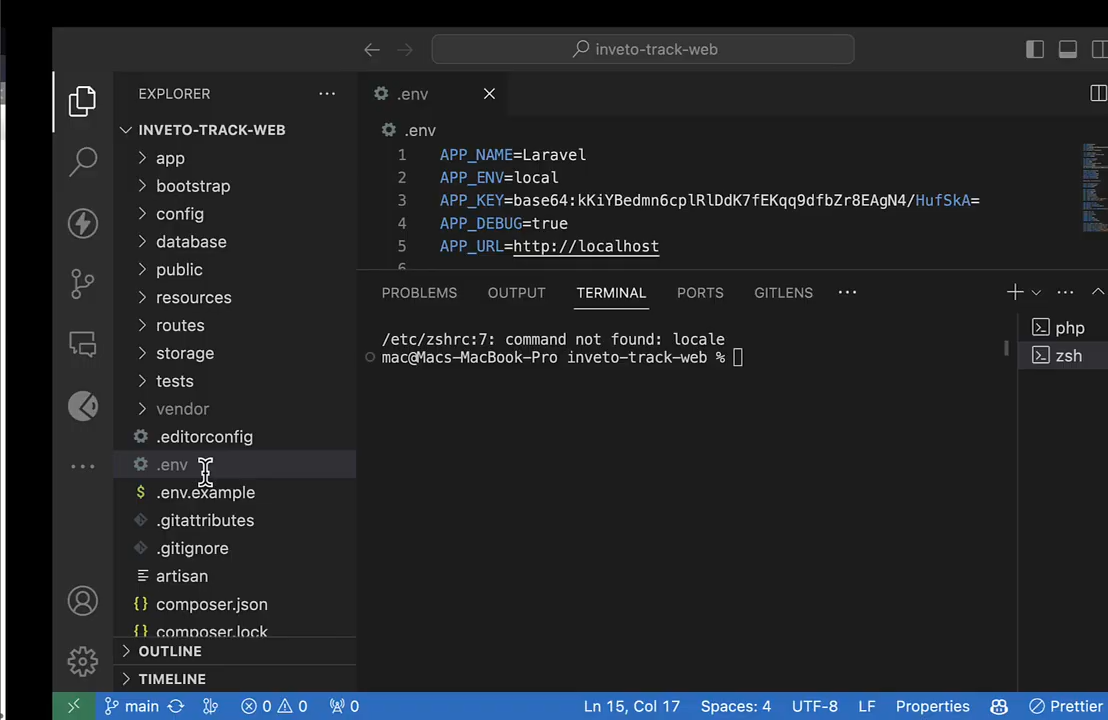 inveto-track-web
EXPLORER
INVETO-TRACK-WEB
app
bootstrap
config
database
public
resources
routes
storage
tests
vendor
.editorconfig
.env
.env.example
.gitattributes
.gitignore
artisan
composer.json
composer.lock
OUTLINE
TIMELINE
.env
.env
1 APP_NAME=Laravel
2 APP_ENV=local
3 APP_KEY=base64:kKiYBedmn6cplRlDdK7fEKqq9dfbZr8EAgN4/HufSkA=
4 APP_DEBUG=true
5 APP_URL=http://localhost
6
PROBLEMS OUTPUT TERMINAL PORTS GITLENS
/etc/zshrc:7: command not found: locale
mac@Macs-MacBook-Pro inveto-track-web %
php
zsh
main 0 0 0 Ln 15, Col 17 Spaces: 4 UTF-8 LF Properties Prettier